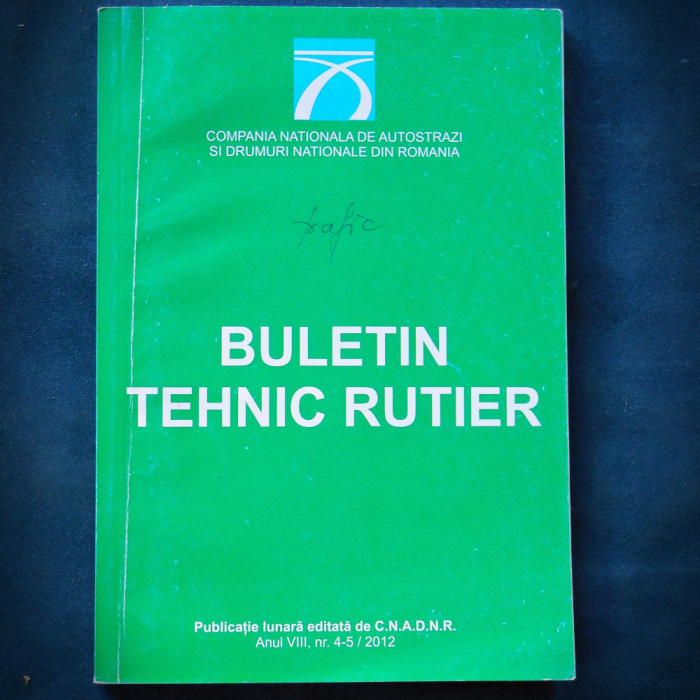 COMPANIA NATIONALA DE AUTOSTRAZI
SI DRUMURI NATIONALE DIN ROMANIA
trafic
BULETIN
TEHNIC RUTIER
Publicație lunară editată de C.N.A.D.N.R.
Anul VIII, nr. 4-5 / 2012